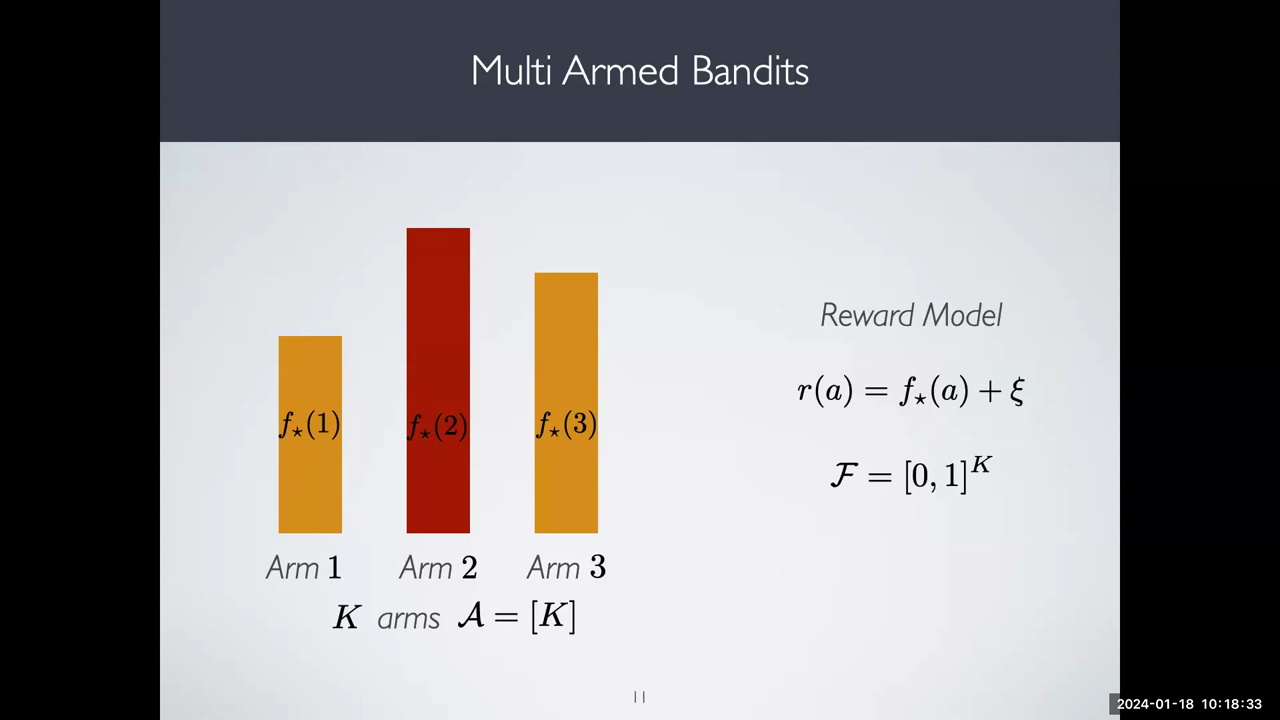 Multi Armed Bandits
Reward Model
r(a) = f⋆(a) + ξ
f⋆(1) f⋆(2) f⋆(3)
ℱ = [0, 1]^K
Arm 1 Arm 2 Arm 3
K arms 𝒜 = [K]
11
2024-01-18 10:18:33